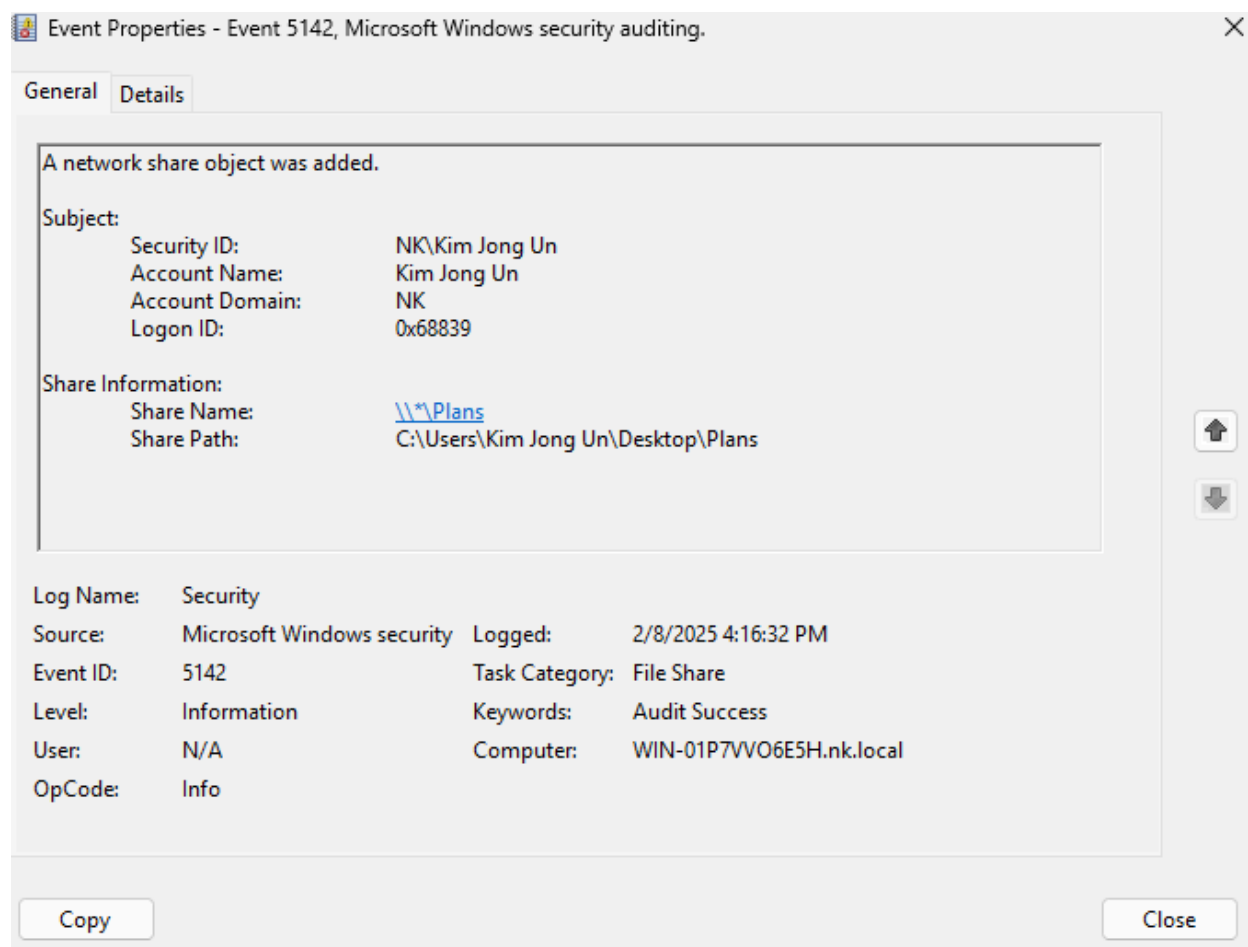 Event Properties - Event 5142, Microsoft Windows security auditing.
General Details
A network share object was added.
Subject:
Security ID: NK\Kim Jong Un
Account Name: Kim Jong Un
Account Domain: NK
Logon ID: 0x68839
Share Information:
Share Name: \\*\Plans
Share Path: C:\Users\Kim Jong Un\Desktop\Plans
Log Name: Security
Source: Microsoft Windows security Logged: 2/8/2025 4:16:32 PM
Event ID: 5142 Task Category: File Share
Level: Information Keywords: Audit Success
User: N/A Computer: WIN-01P7VVO6E5H.nk.local
OpCode: Info
Copy Close